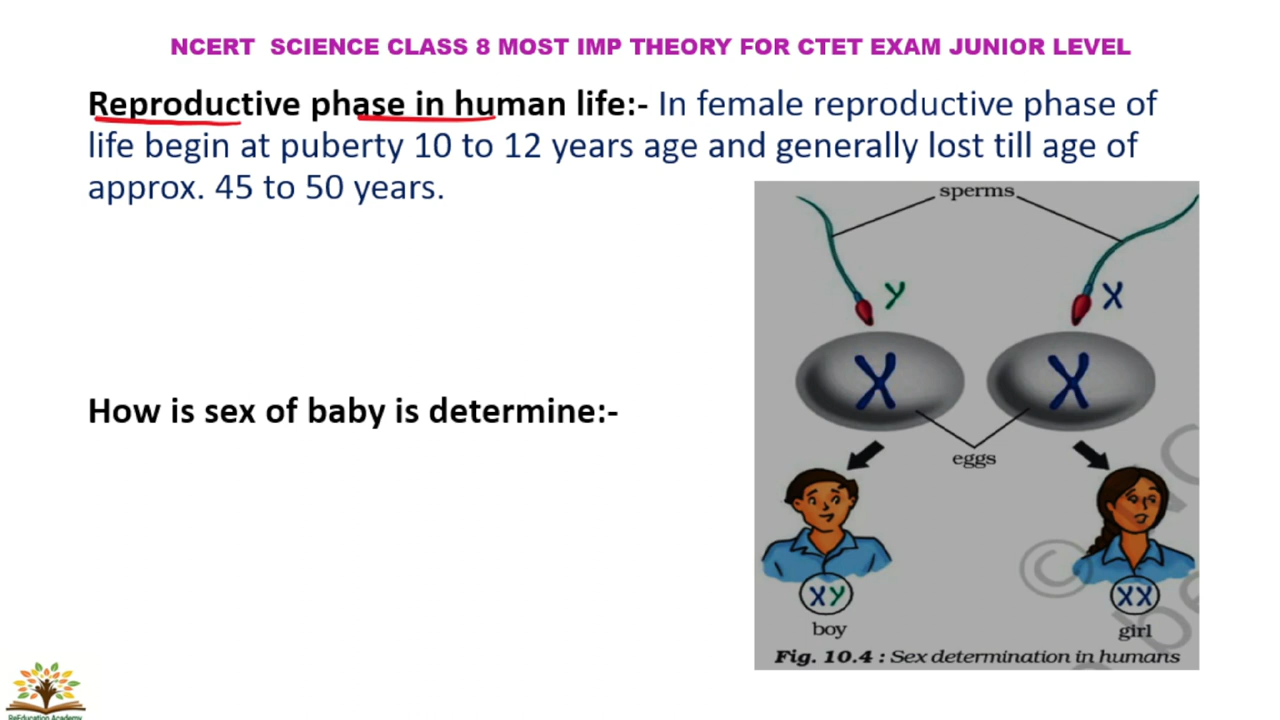 NCERT SCIENCE CLASS 8 MOST IMP THEORY FOR CTET EXAM JUNIOR LEVEL
Reproductive phase in human life:- In female reproductive phase of
life begin at puberty 10 to 12 years age and generally lost till age of
approx. 45 to 50 years.
sperms
Y X
X X
eggs
How is sex of baby is determine:-
XY XX
boy girl
Fig. 10.4 : Sex determination in humans
©
be
ReEducation Academy